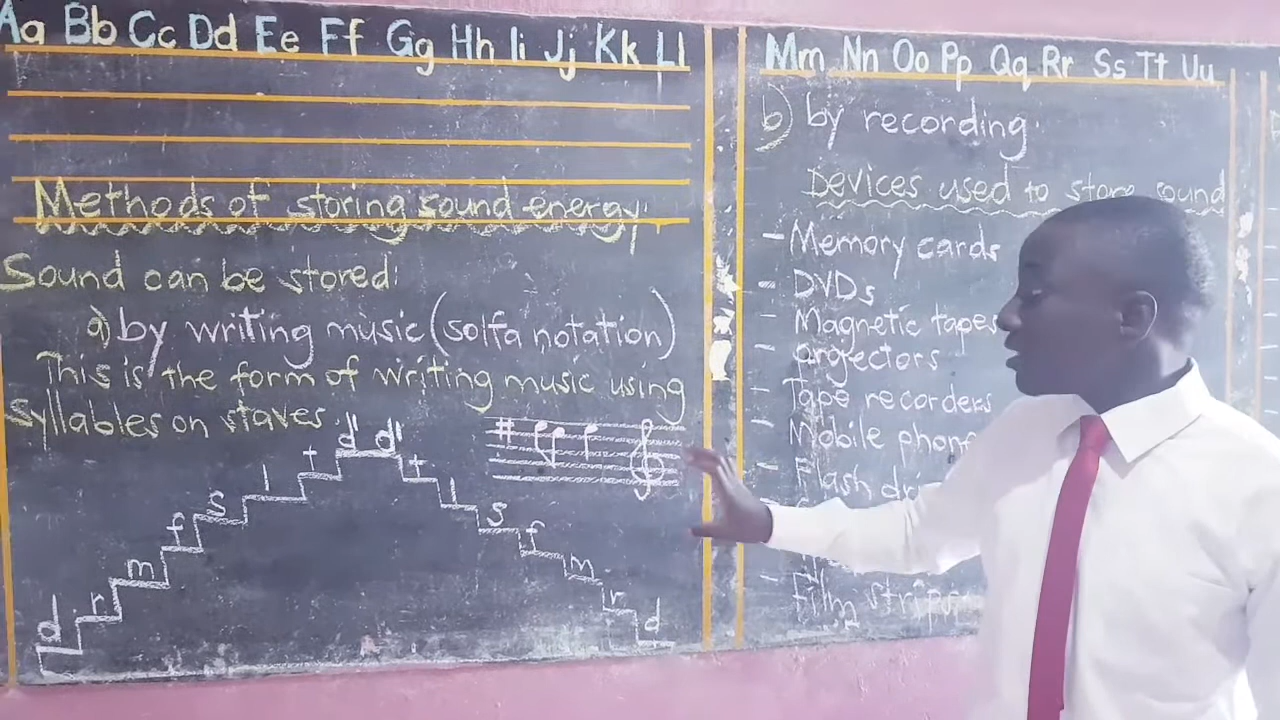 Aa Bb Cc Dd Ee Ff Gg Hh Ii Jj Kk Ll
Methods of storing sound energy.
Sound can be stored:
a) by writing music (solfa notation)
This is the form of writing music using
syllables on staves.
d r m f s l t d' d' t l s f m r d
Mm Nn Oo Pp Qq Rr Ss Tt Uu
b) by recording.
Devices used to store sound
- Memory cards
- DVDs
- Magnetic tapes
- projectors
- Tape recorders
- Mobile
- Flash
- Film strips